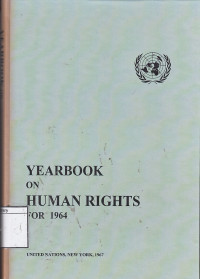 YEARBOOK
ON
HUMAN RIGHTS
FOR 1964
UNITED NATIONS, NEW YORK, 1967